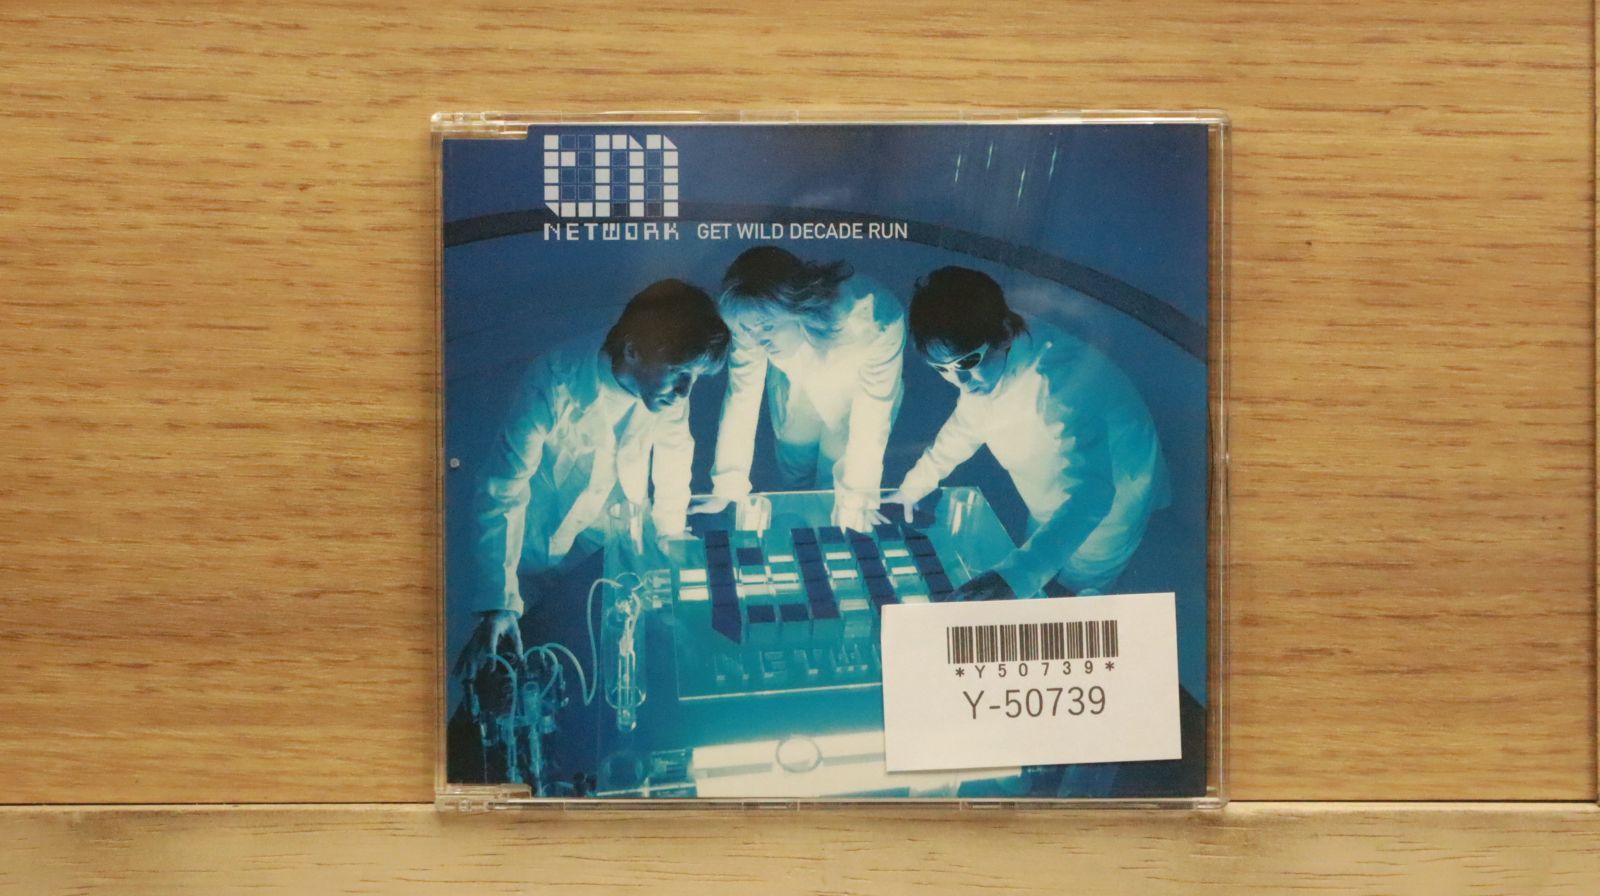 tm
NETWORK GET WILD DECADE RUN
*Y50739*
Y-50739